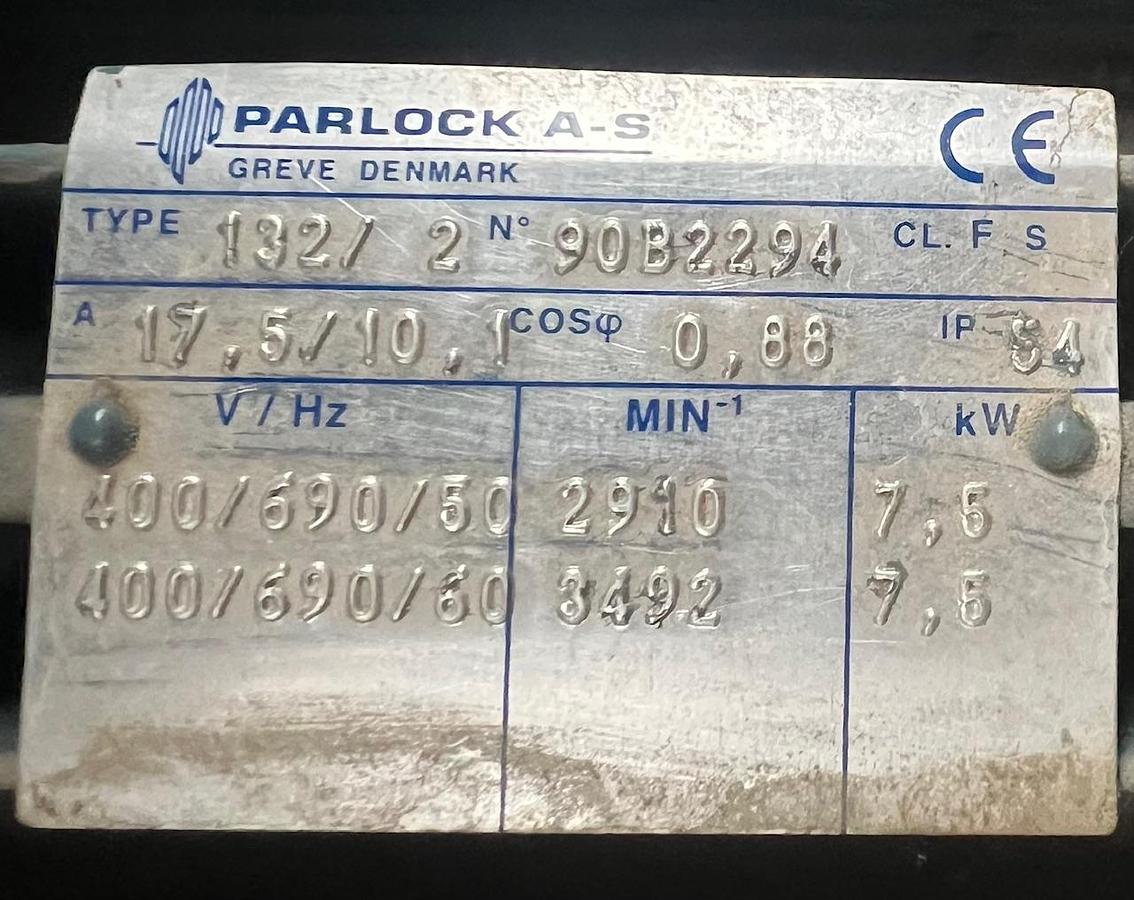 PARLOCK A-S
GREVE DENMARK
CE
TYPE 132/ 2 N° 90B2294 CL. F S
A 17,5/10,1 COSφ 0,88 IP 54
V / Hz MIN⁻¹ kW
400/690/50 2910 7,5
400/690/60 3492 7,5